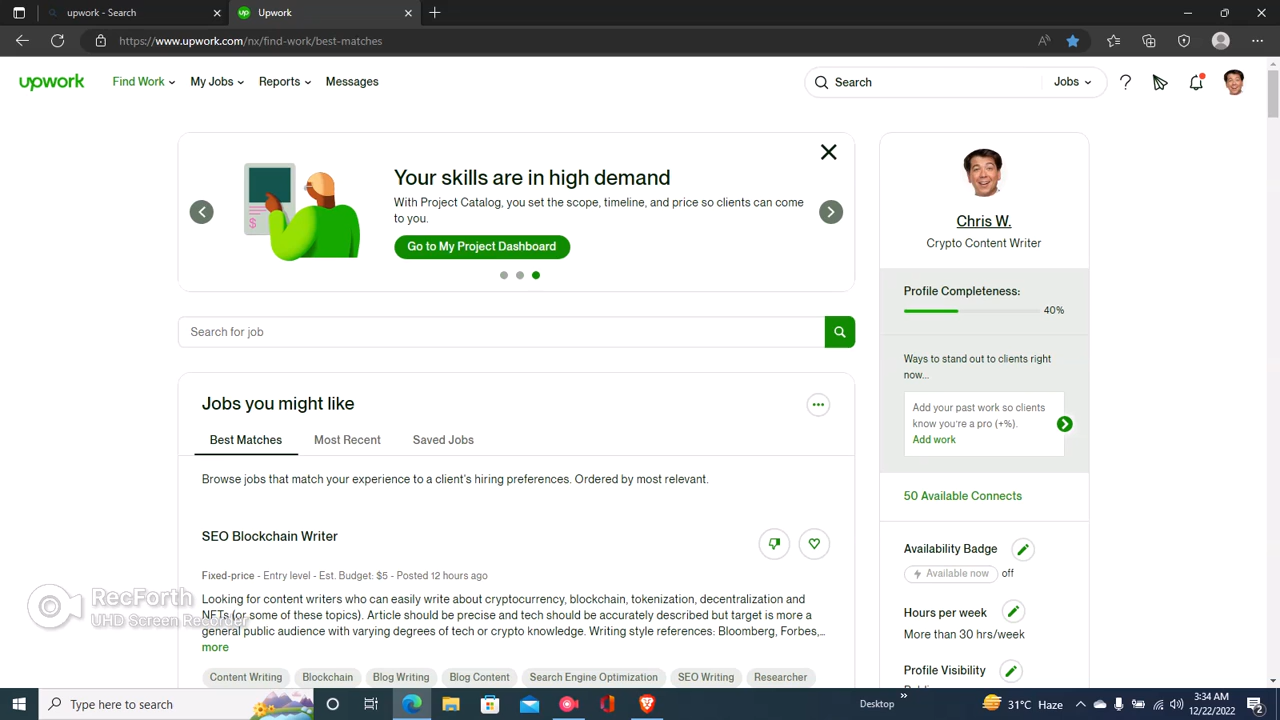 upwork - Search
Upwork
https://www.upwork.com/nx/find-work/best-matches
upwork
Find Work
My Jobs
Reports
Messages
Search
Jobs
Your skills are in high demand
With Project Catalog, you set the scope, timeline, and price so clients can come
to you.
Go to My Project Dashboard
Chris W.
Crypto Content Writer
Profile Completeness:
40%
Search for job
Ways to stand out to clients right
now...
Add your past work so clients
know you're a pro (+%).
Add work
Jobs you might like
Best Matches
Most Recent
Saved Jobs
Browse jobs that match your experience to a client's hiring preferences. Ordered by most relevant.
50 Available Connects
SEO Blockchain Writer
Fixed-price - Entry level - Est. Budget: $5 - Posted 12 hours ago
Looking for content writers who can easily write about cryptocurrency, blockchain, tokenization, decentralization and
NFTs (or some of these topics). Article should be precise and tech should be accurately described but target is more a
general public audience with varying degrees of tech or crypto knowledge. Writing style references: Bloomberg, Forbes,…
more
Content Writing
Blockchain
Blog Writing
Blog Content
Search Engine Optimization
SEO Writing
Researcher
Availability Badge
Available now
off
Hours per week
More than 30 hrs/week
Profile Visibility
RecForth
UHD Screen Recorder
Type here to search
Desktop
31°C Haze
3:34 AM
12/22/2022
2